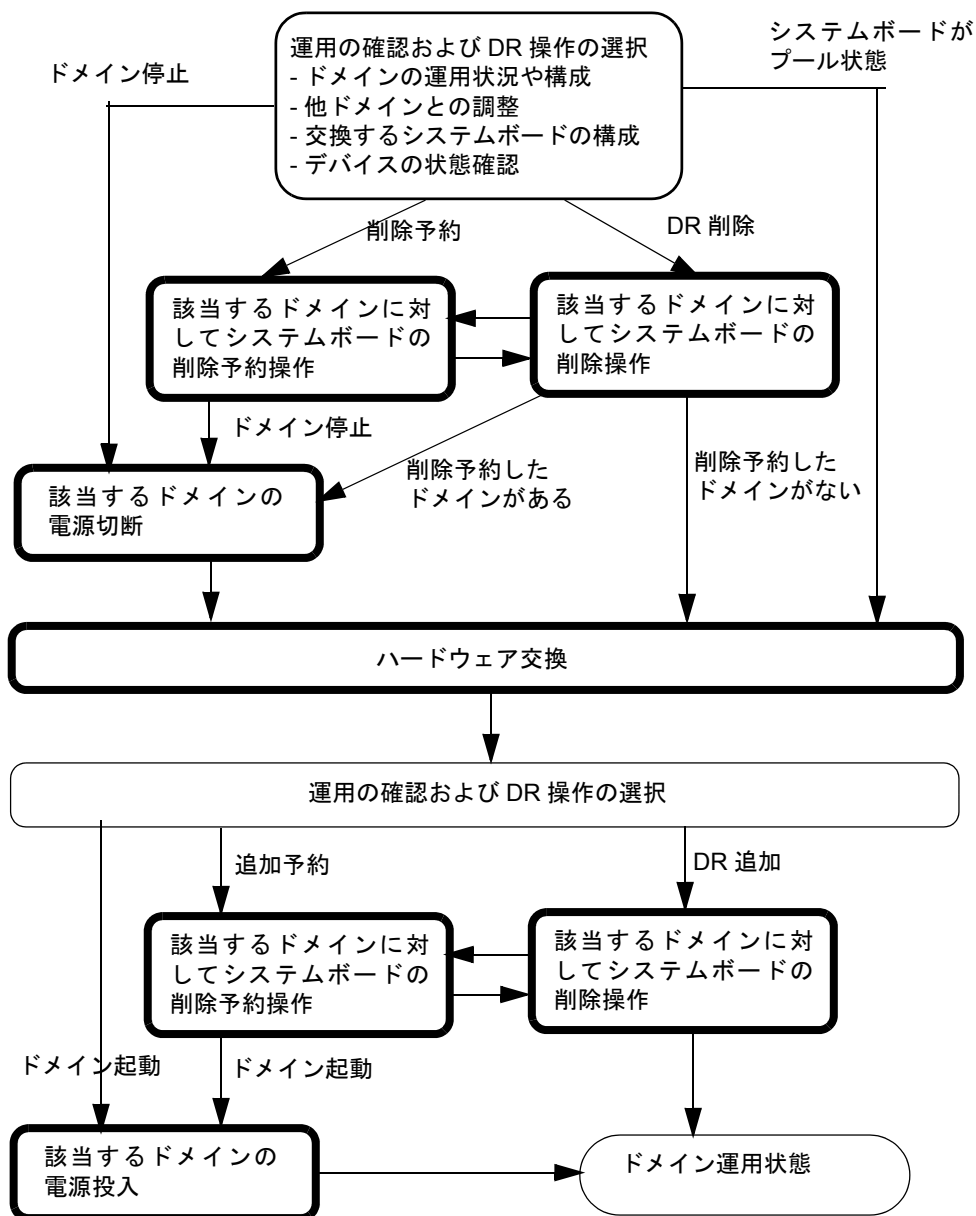 ドメイン停止
運用の確認および DR 操作の選択
- ドメインの運用状況や構成
- 他ドメインとの調整
- 交換するシステムボードの構成
- デバイスの状態確認
システムボードが
プール状態
削除予約
DR 削除
該当するドメインに対
してシステムボードの
削除予約操作
該当するドメインに対
してシステムボードの
削除操作
ドメイン停止
削除予約した
ドメインがある
削除予約した
ドメインがない
該当するドメインの
電源切断
ハードウェア交換
運用の確認および DR 操作の選択
追加予約
DR 追加
該当するドメインに対
してシステムボードの
削除予約操作
該当するドメインに対
してシステムボードの
削除操作
ドメイン起動
ドメイン起動
該当するドメインの
電源投入
ドメイン運用状態